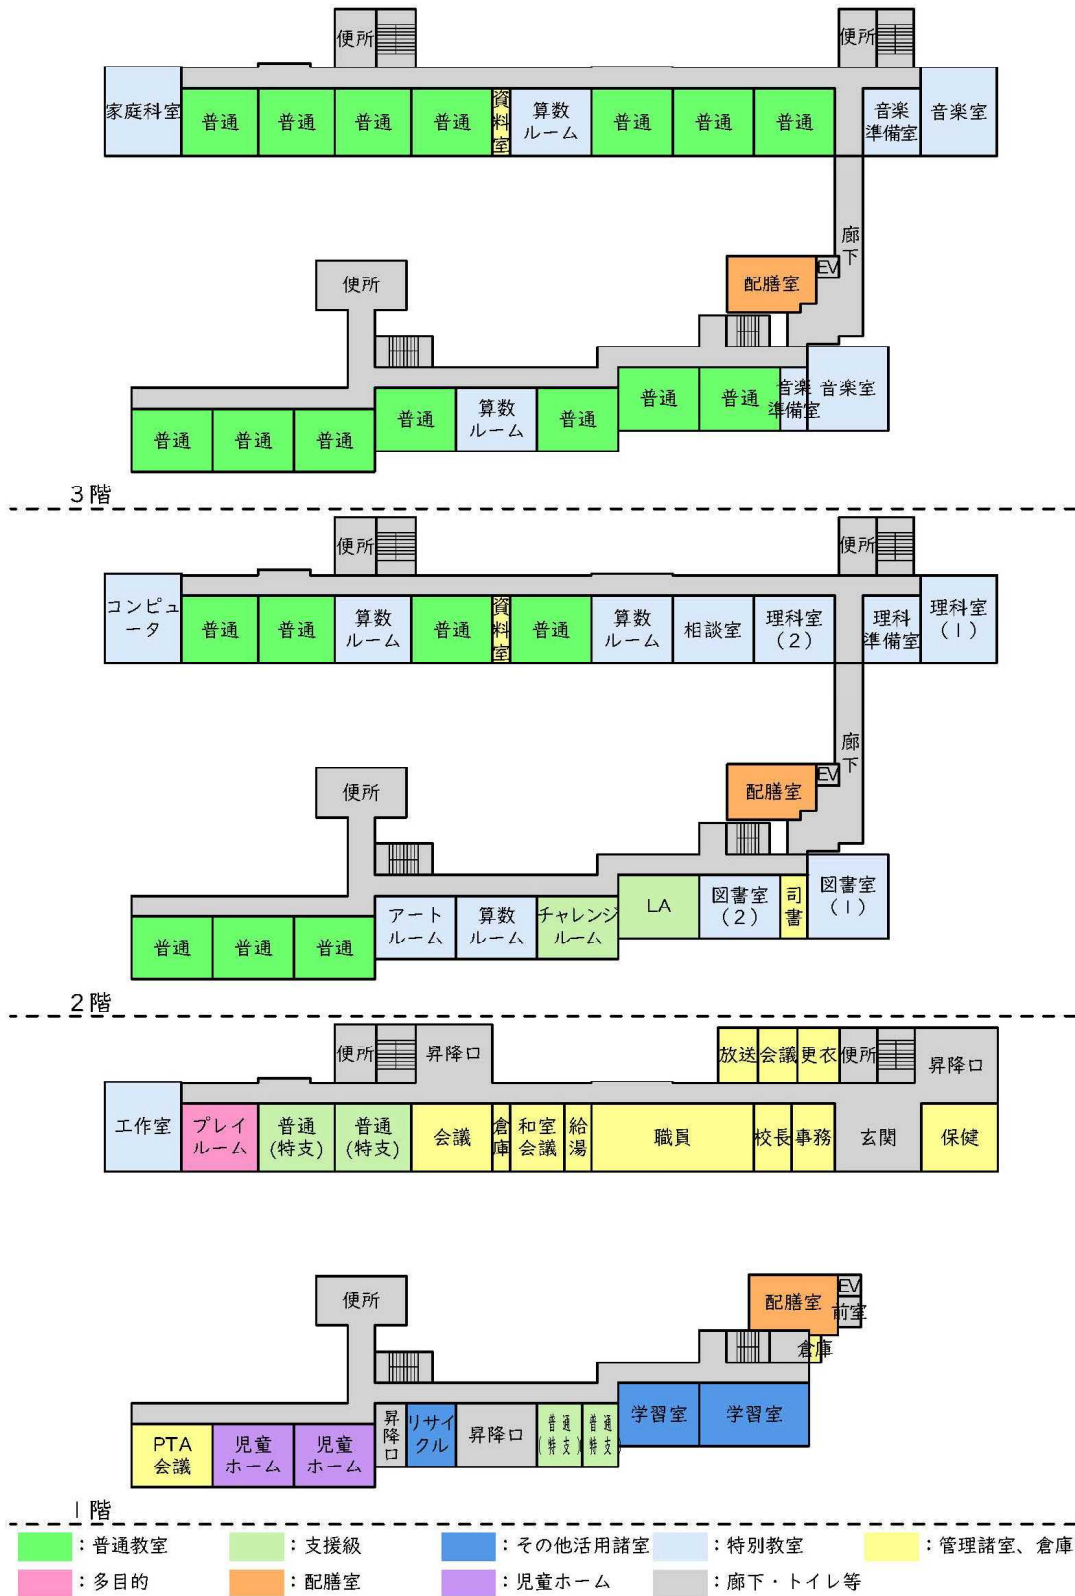 便所
便所
家庭科室
普通
普通
普通
普通
資料室
算数
ルーム
普通
普通
普通
音楽
準備室
音楽室
廊下
EV
配膳室
便所
普通
普通
普通
普通
算数
ルーム
普通
普通
普通
音楽
準備室
音楽室
3階
便所
便所
コンピュ
ータ
普通
普通
算数
ルーム
普通
資料室
普通
算数
ルーム
相談室
理科室
(2)
理科
準備室
理科室
(1)
廊下
EV
配膳室
便所
普通
普通
普通
アート
ルーム
算数
ルーム
チャレンジ
ルーム
LA
図書室
(2)
司書
図書室
(1)
2階
便所
昇降口
放送
会議
更衣
便所
昇降口
工作室
プレイ
ルーム
普通
(特支)
普通
(特支)
会議
倉庫
和室
会議
給湯
職員
校長
事務
玄関
保健
便所
配膳室
EV
前室
倉庫
PTA
会議
児童
ホーム
児童
ホーム
昇降口
リサイ
クル
昇降口
普通
(特支)
普通
(特支)
学習室
学習室
1階
:普通教室
:支援級
:その他活用諸室
:特別教室
:管理諸室、倉庫
:多目的
:配膳室
:児童ホーム
:廊下・トイレ等